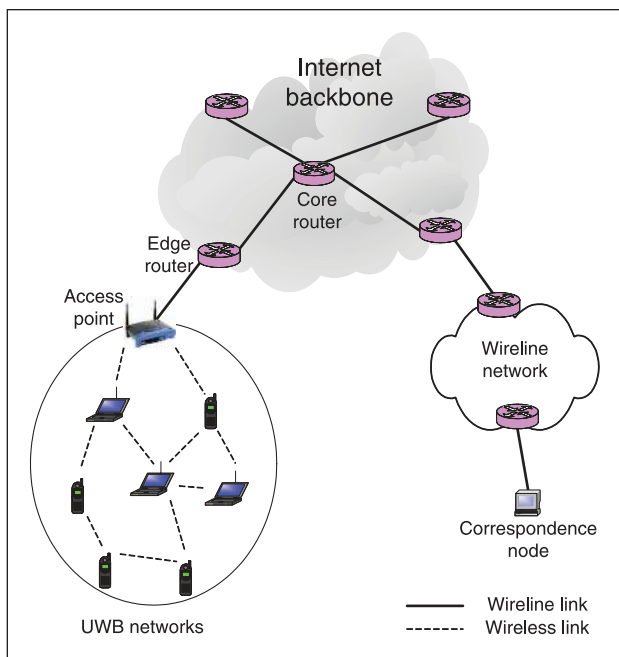 Internet
backbone
Core
router
Edge
router
Access
point
Wireline
network
Correspondence
node
UWB networks
Wireline link
Wireless link